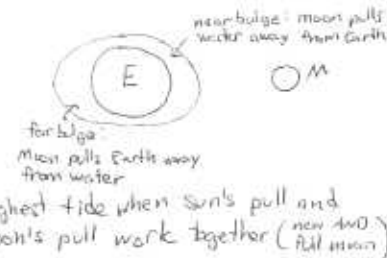 near bulge: moon pulls
water away from Earth
E
M
far bulge:
Moon pulls Earth away
from water
ghest tide when sun's pull and
oon's pull work together (new AND
full moon)